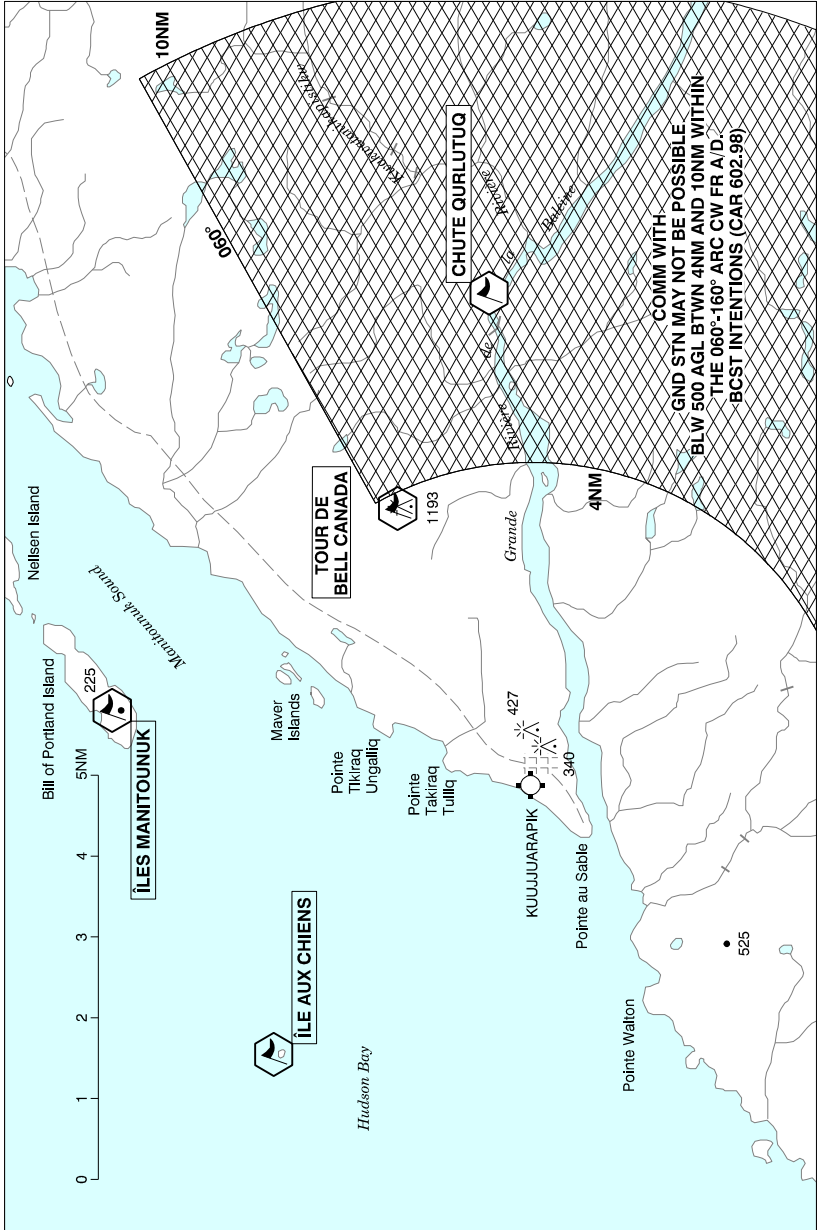 Neilsen Island
Bill of Portland Island
5NM
4
3
2
1
0
225
Manitounuk Sound
ÎLES MANITOUNUK
10NM
060°
Maver
Islands
ÎLE AUX CHIENS
TOUR DE
BELL CANADA
1193
Pointe
Tikiraq
Ungalliq
Hudson Bay
Pointe
Takiraq
Tulliq
CHUTE QURLUTUQ
Rivière
Grande Rivière de la Baleine
427
340
KUUJJUARAPIK
Pointe au Sable
4NM
Pointe Walton
COMM WITH
GND STN MAY NOT BE POSSIBLE
BLW 500 AGL BTWN 4NM AND 10NM WITHIN
THE 060°-160° ARC CW FR A/D.
BCST INTENTIONS (CAR 602.98)
525